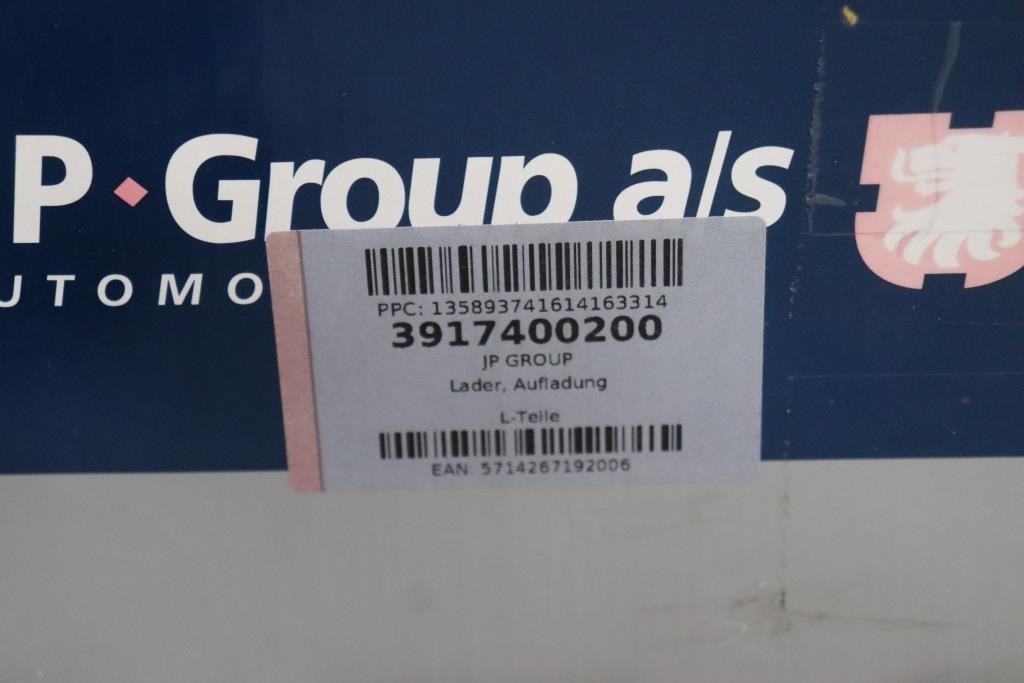 P · Group a/s
UTOMO
PPC: 135893741614163314
3917400200
JP GROUP
Lader, Aufladung
L-Teile
EAN: 5714267192006